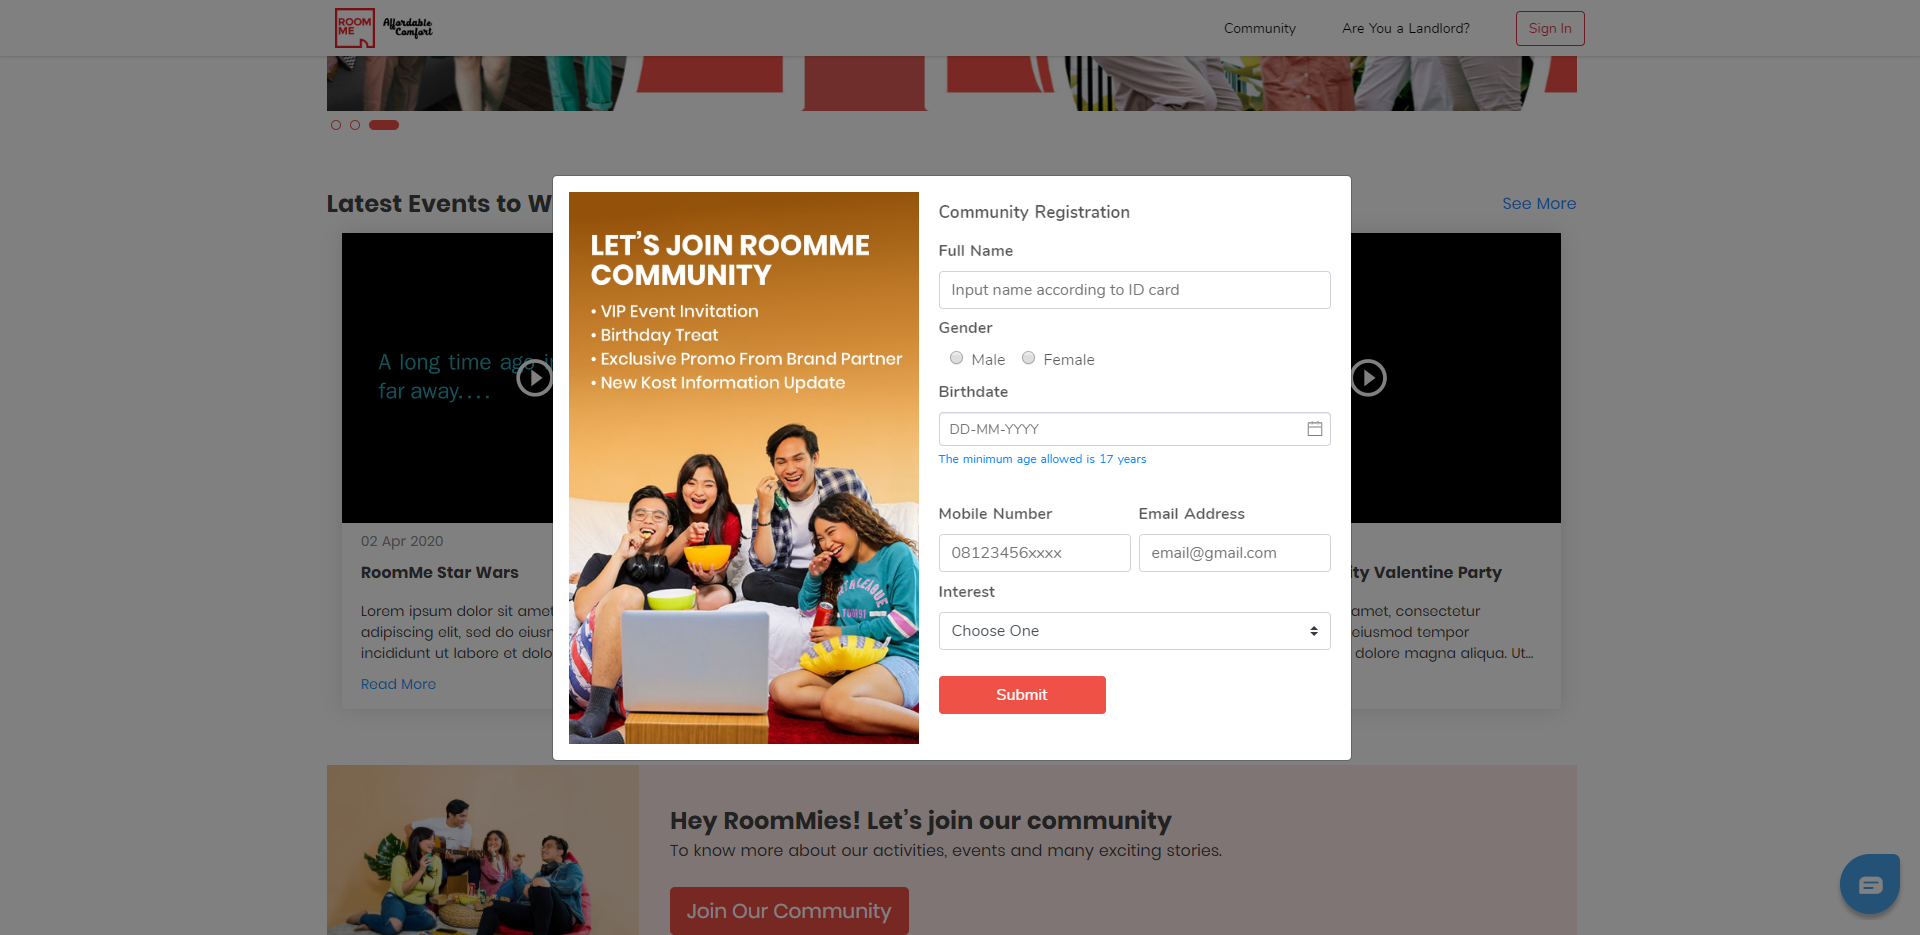 ROOM
ME
Affordable
Comfort
Community
Are You a Landlord?
Sign In
Latest Events to W
See More
A long time ago i
far away....
02 Apr 2020
RoomMe Star Wars
Lorem ipsum dolor sit amet
adipiscing elit, sed do eiusm
incididunt ut labore et dolo
Read More
LET'S JOIN ROOMME
COMMUNITY
• VIP Event Invitation
• Birthday Treat
• Exclusive Promo From Brand Partner
• New Kost Information Update
Community Registration
Full Name
Input name according to ID card
Gender
Male
Female
Birthdate
DD-MM-YYYY
The minimum age allowed is 17 years
Mobile Number
Email Address
08123456xxxx
email@gmail.com
Interest
Choose One
Submit
ity Valentine Party
amet, consectetur
eiusmod tempor
dolore magna aliqua. Ut...
Hey RoomMies! Let's join our community
To know more about our activities, events and many exciting stories.
Join Our Community